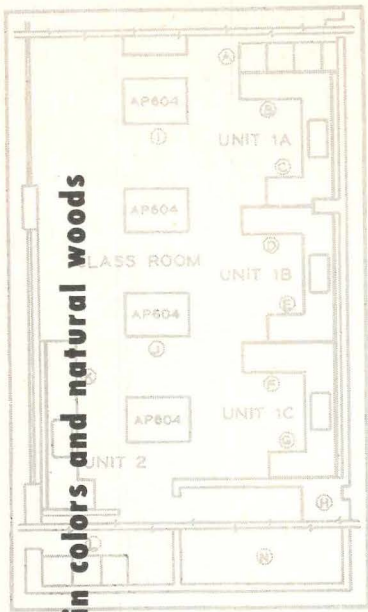 in colors and natural woods
A
AP604
B
I
UNIT 1A
C
AP604
D
CLASS ROOM
UNIT 1B
E
AP604
J
K
F
AP604
UNIT 1C
G
UNIT 2
H
N